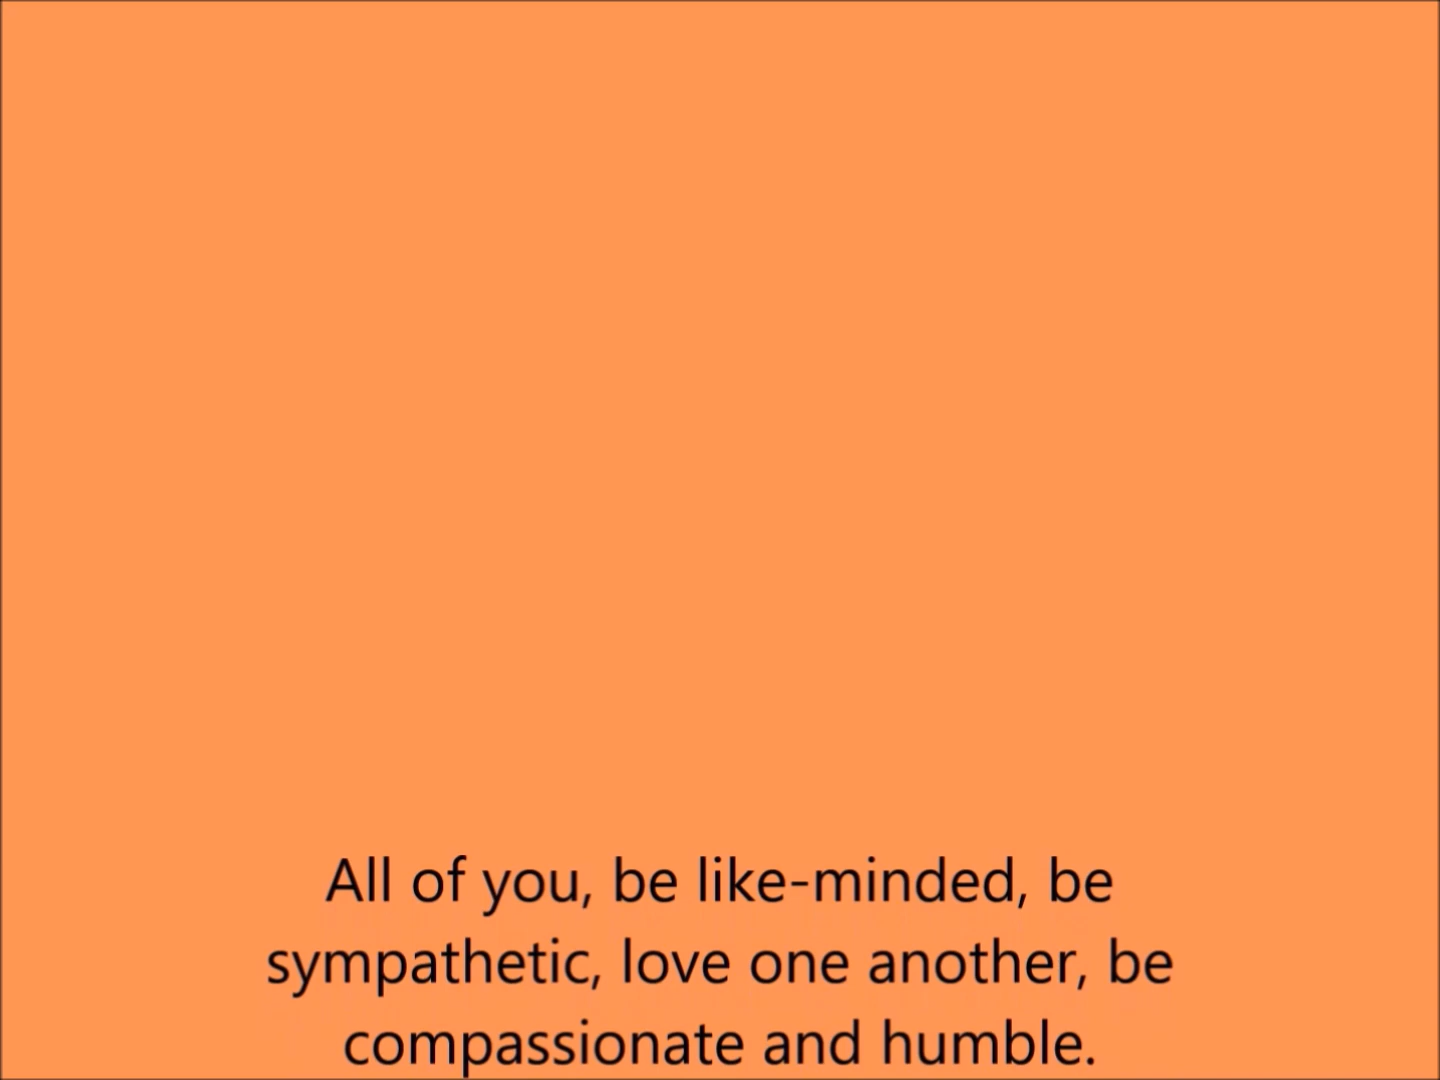 All of you, be like-minded, be
sympathetic, love one another, be
compassionate and humble.